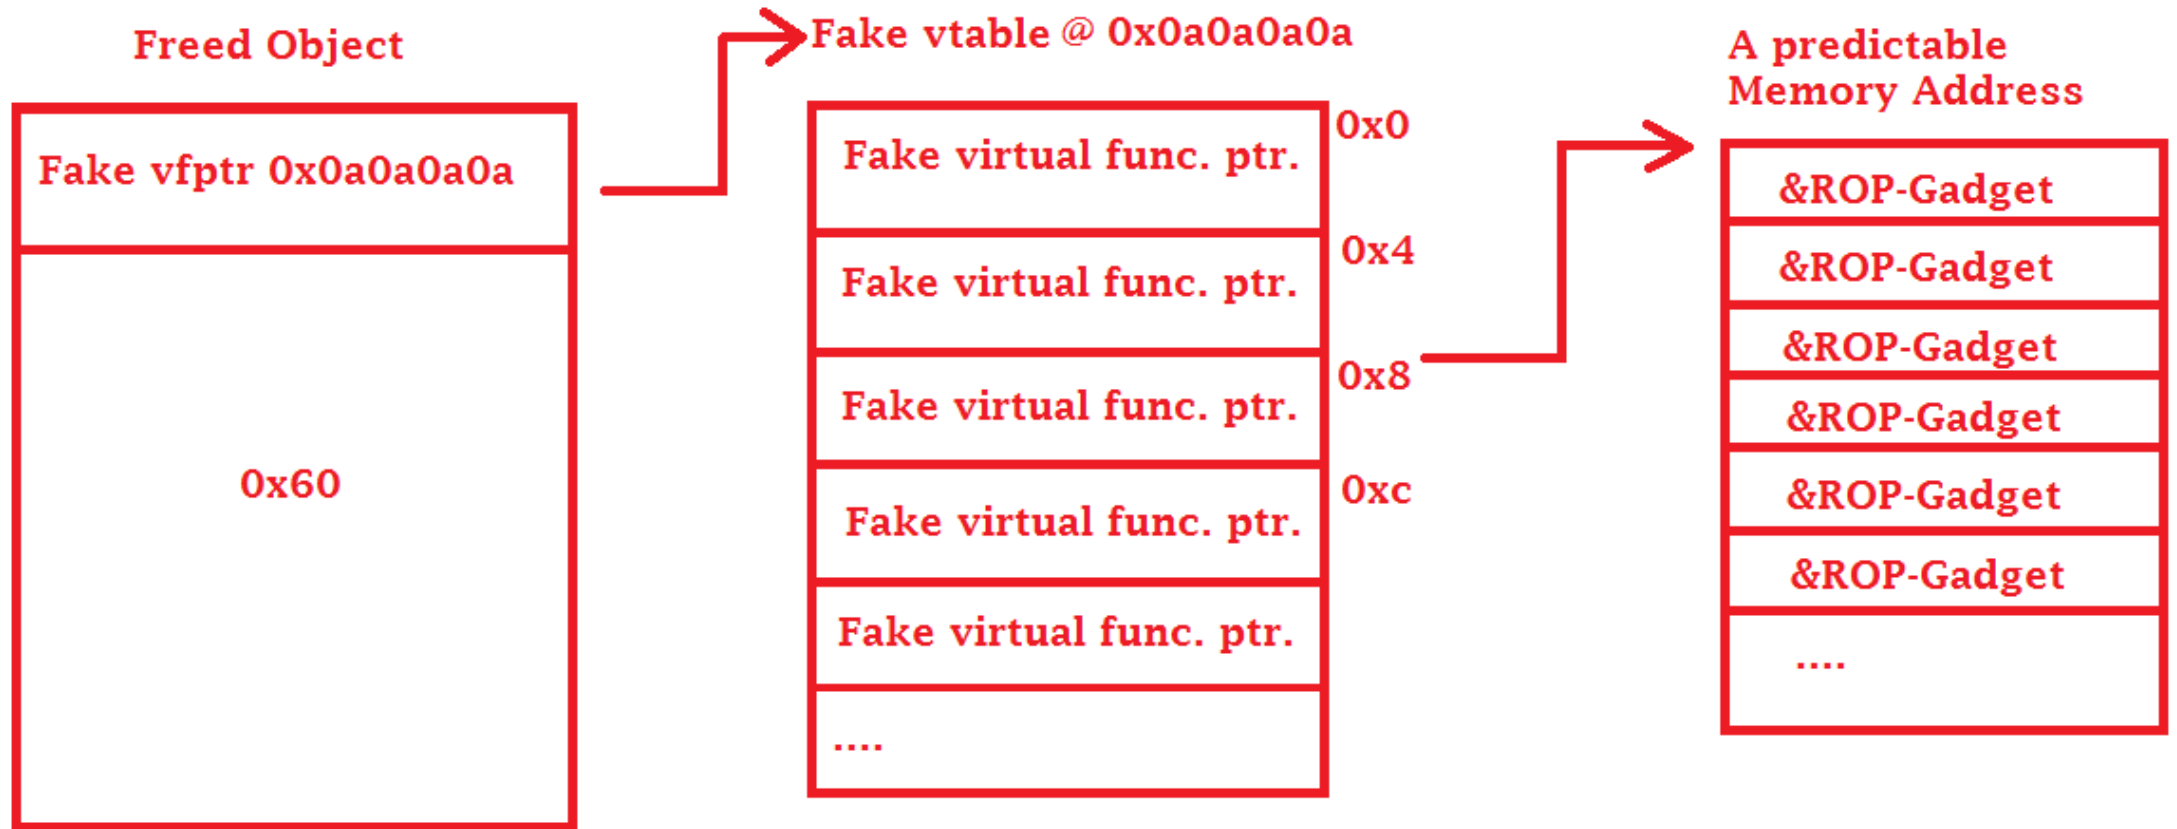 Freed Object
Fake vfptr 0x0a0a0a0a
0x60
Fake vtable @ 0x0a0a0a0a
Fake virtual func. ptr.
0x0
Fake virtual func. ptr.
0x4
Fake virtual func. ptr.
0x8
Fake virtual func. ptr.
0xc
Fake virtual func. ptr.
....
A predictable
Memory Address
&ROP-Gadget
&ROP-Gadget
&ROP-Gadget
&ROP-Gadget
&ROP-Gadget
&ROP-Gadget
....